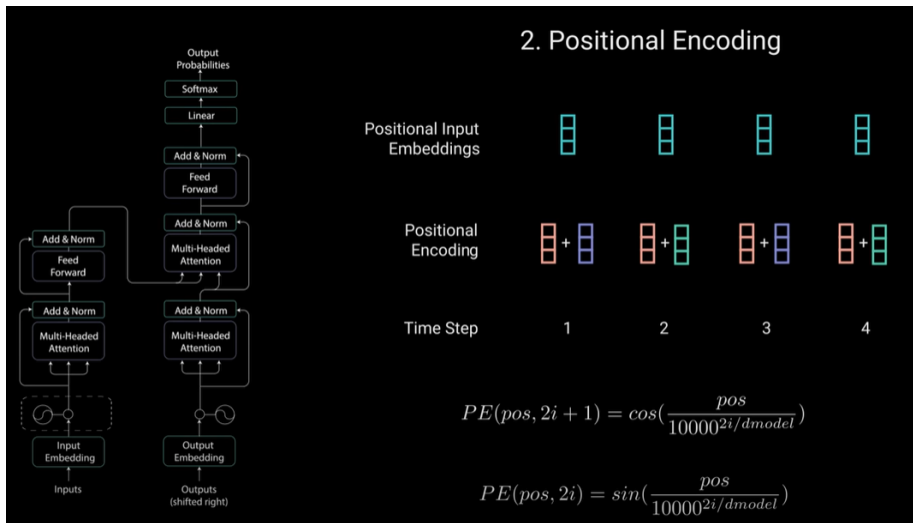 2. Positional Encoding
Output
Probabilities
Softmax
Linear
Add & Norm
Feed
Forward
Add & Norm
Multi-Headed
Attention
Add & Norm
Feed
Forward
Add & Norm
Multi-Headed
Attention
Add & Norm
Multi-Headed
Attention
Input
Embedding
Output
Embedding
Inputs
Outputs
(shifted right)
Positional Input
Embeddings
Positional
Encoding
+ + + +
Time Step 1 2 3 4
PE(pos, 2i + 1) = cos(pos / 10000^{2i/dmodel})
PE(pos, 2i) = sin(pos / 10000^{2i/dmodel})